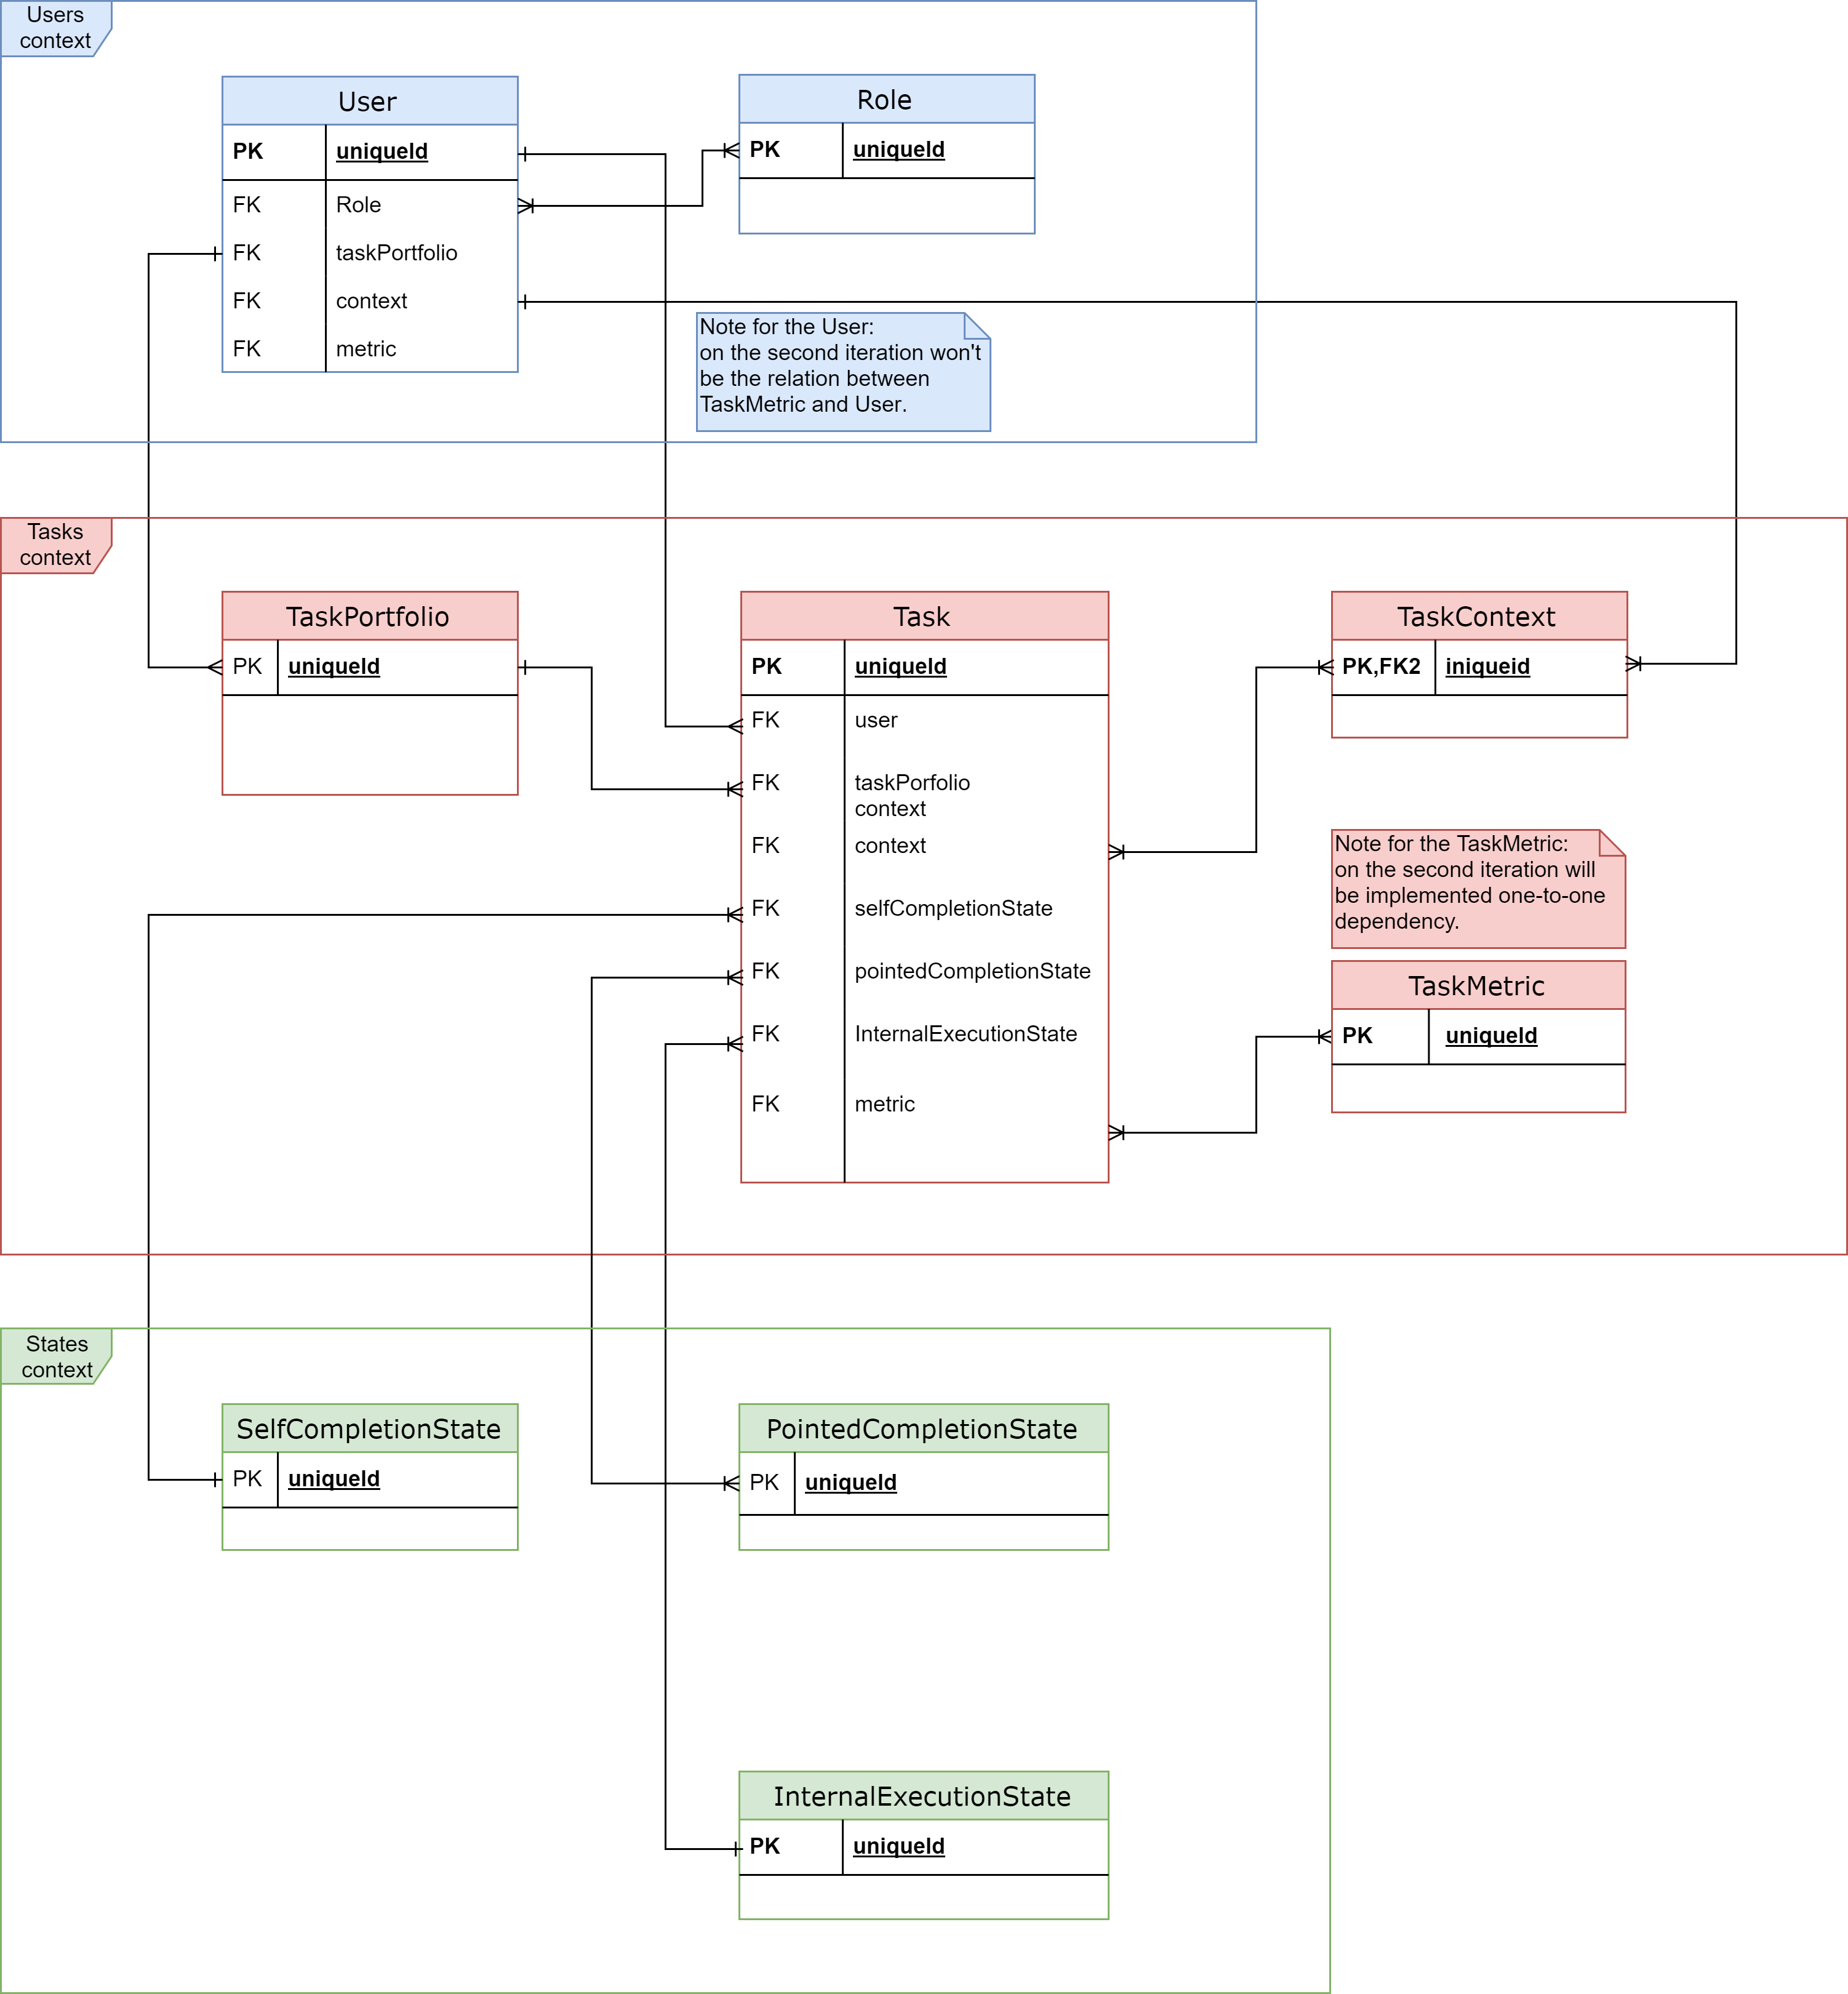 Users
context
User
PK uniqueId
FK Role
FK taskPortfolio
FK context
FK metric
Role
PK uniqueId
Note for the User:
on the second iteration won't
be the relation between
TaskMetric and User.
Tasks
context
TaskPortfolio
PK uniqueId
Task
PK uniqueId
FK user
FK taskPorfolio
context
FK context
FK selfCompletionState
FK pointedCompletionState
FK InternalExecutionState
FK metric
TaskContext
PK,FK2 iniqueid
Note for the TaskMetric:
on the second iteration will
be implemented one-to-one
dependency.
TaskMetric
PK uniqueId
States
context
SelfCompletionState
PK uniqueId
PointedCompletionState
PK uniqueId
InternalExecutionState
PK uniqueId